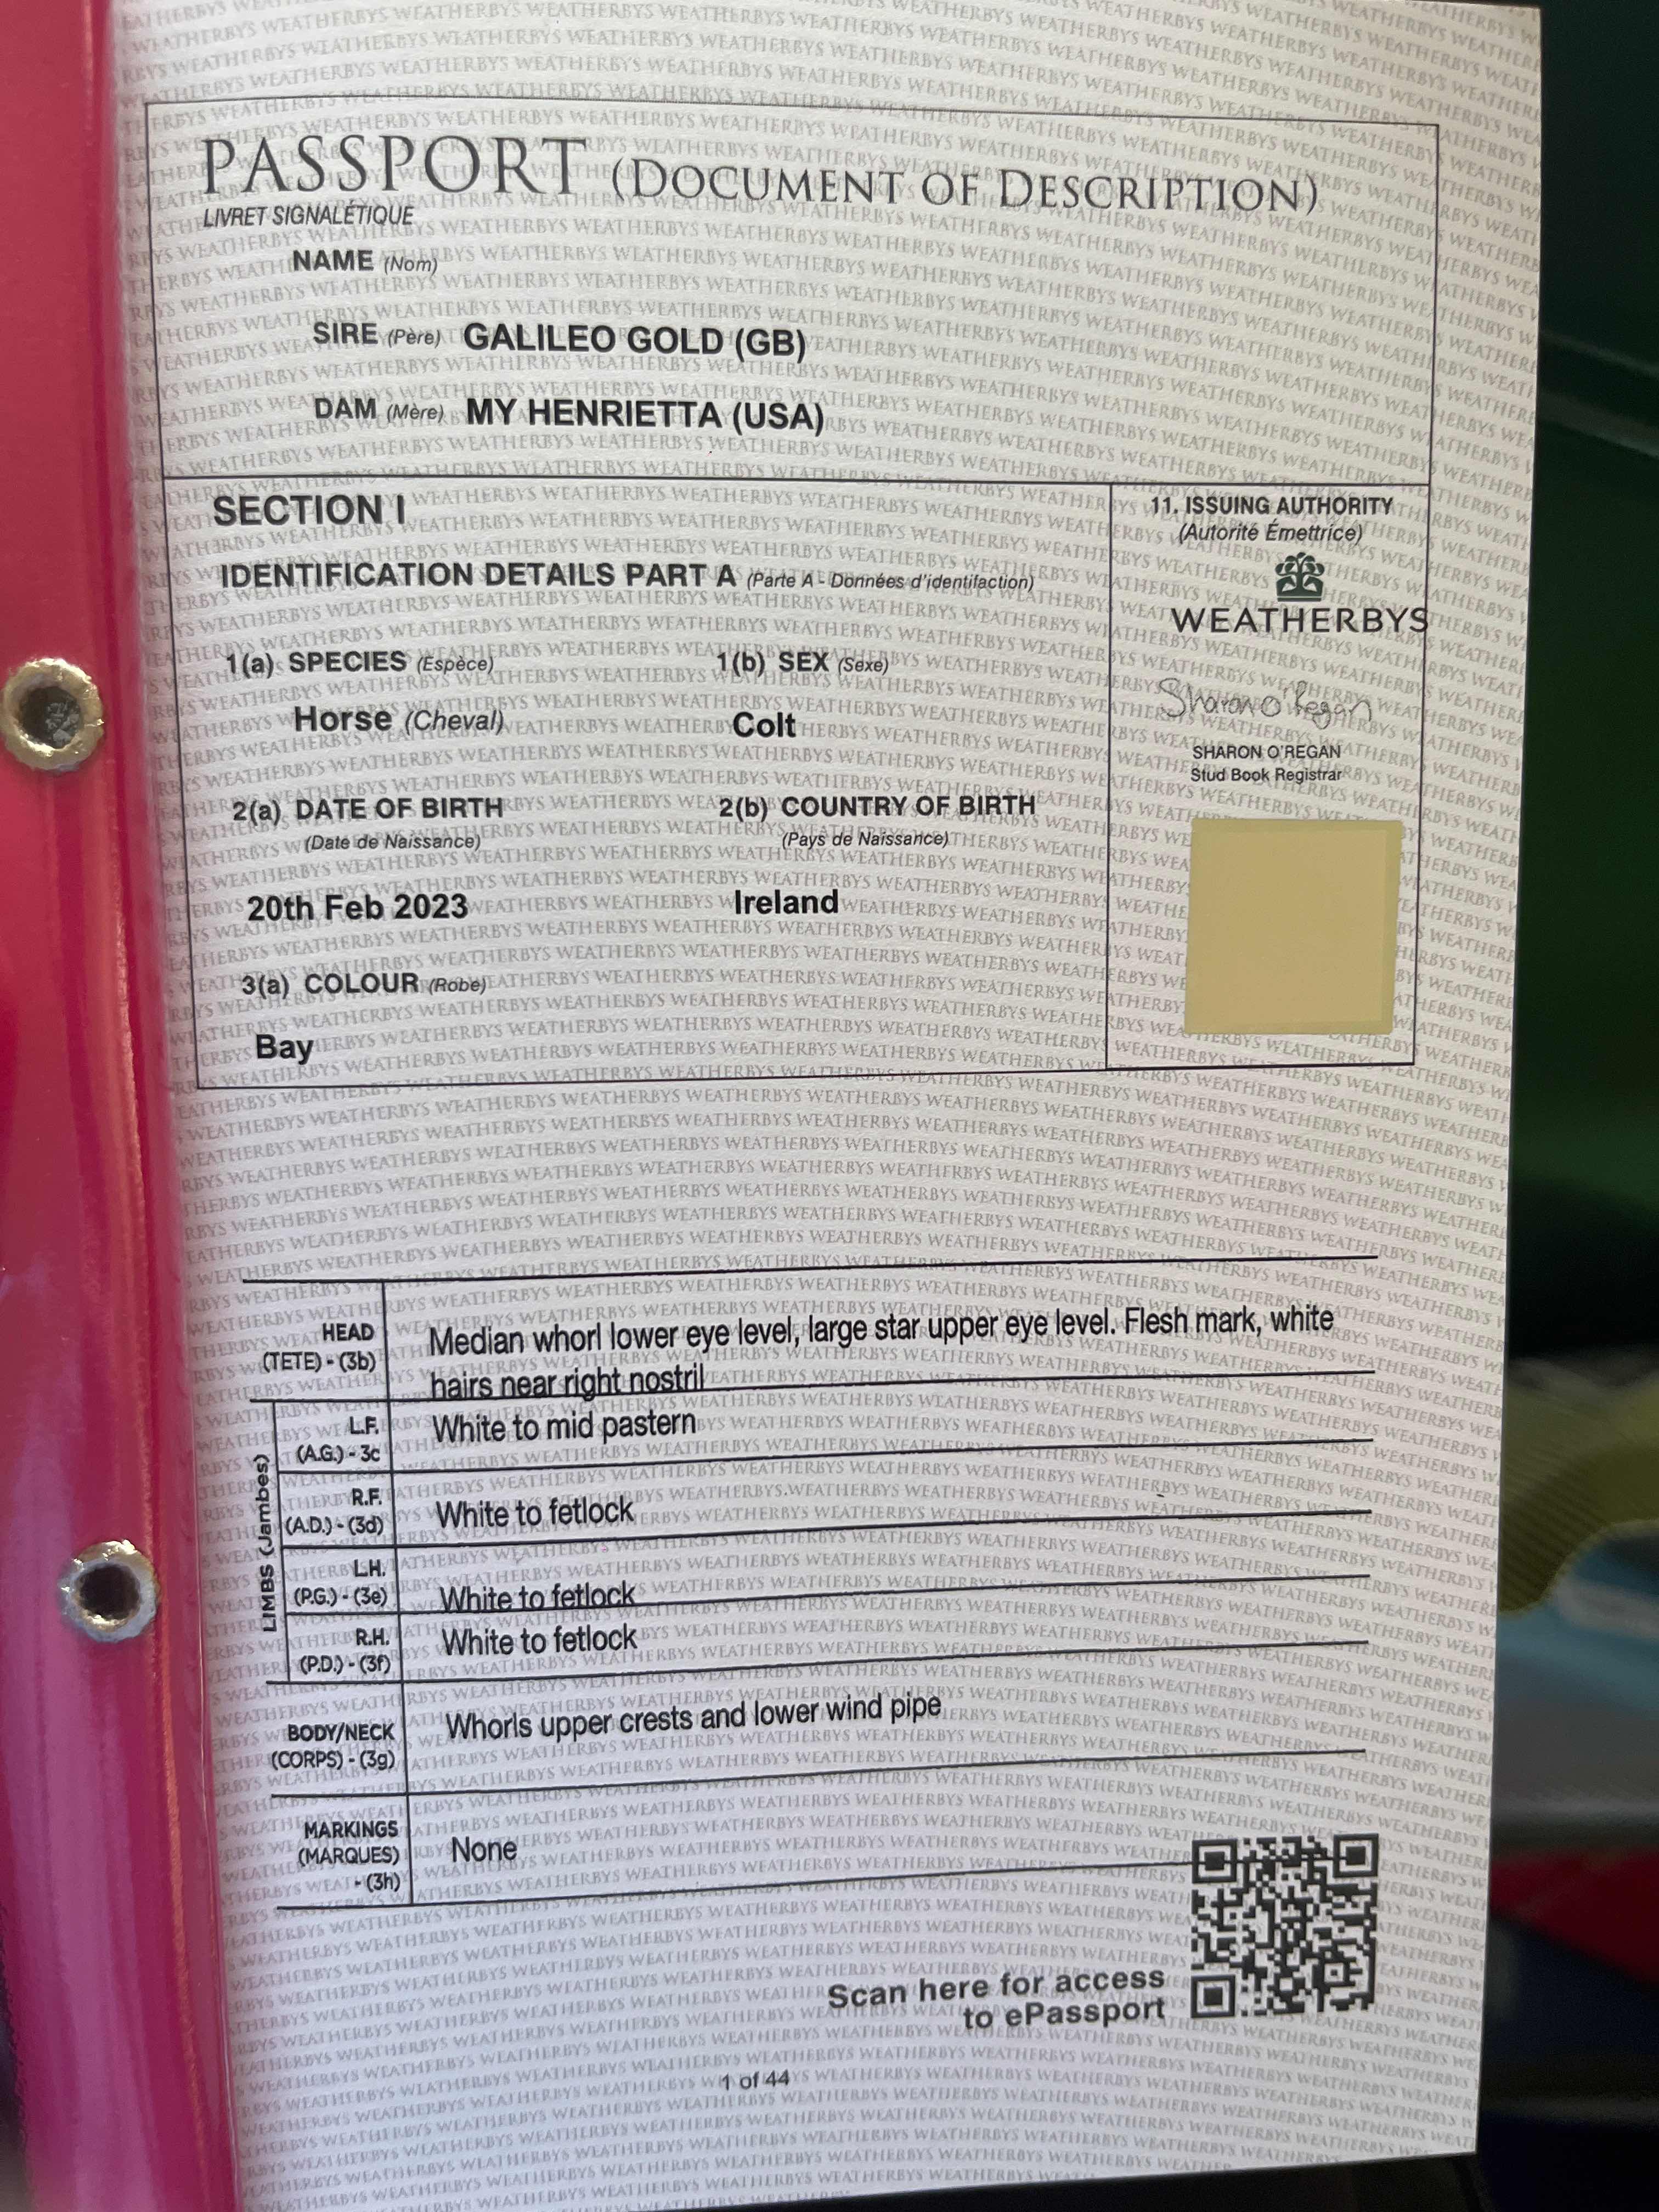 PASSPORT (DOCUMENT OF DESCRIPTION)
LIVRET SIGNALÉTIQUE
NAME (Nom)
SIRE (Père) GALILEO GOLD (GB)
DAM (Mère) MY HENRIETTA (USA)
SECTION I
IDENTIFICATION DETAILS PART A (Parte A - Données d'identifaction)
1(a) SPECIES (Espèce)
1(b) SEX (Sexe)
Horse (Cheval)
Colt
2(a) DATE OF BIRTH
(Date de Naissance)
2(b) COUNTRY OF BIRTH
(Pays de Naissance)
20th Feb 2023
Ireland
3(a) COLOUR (Robe)
Bay
11. ISSUING AUTHORITY
(Autorité Émettrice)
WEATHERBYS
Sharon O'Regan
SHARON O'REGAN
Stud Book Registrar
HEAD
(TETE) - (3b)
Median whorl lower eye level, large star upper eye level. Flesh mark, white
hairs near right nostril
LIMBS (Jambes)
L.F.
(A.G.) - 3c
White to mid pastern
R.F.
(A.D.) - (3d)
White to fetlock
L.H.
(P.G.) - (3e)
White to fetlock
R.H.
(P.D.) - (3f)
White to fetlock
BODY/NECK
(CORPS) - (3g)
Whorls upper crests and lower wind pipe
MARKINGS
(MARQUES)
- (3h)
None
Scan here for access
to ePassport
1 of 44